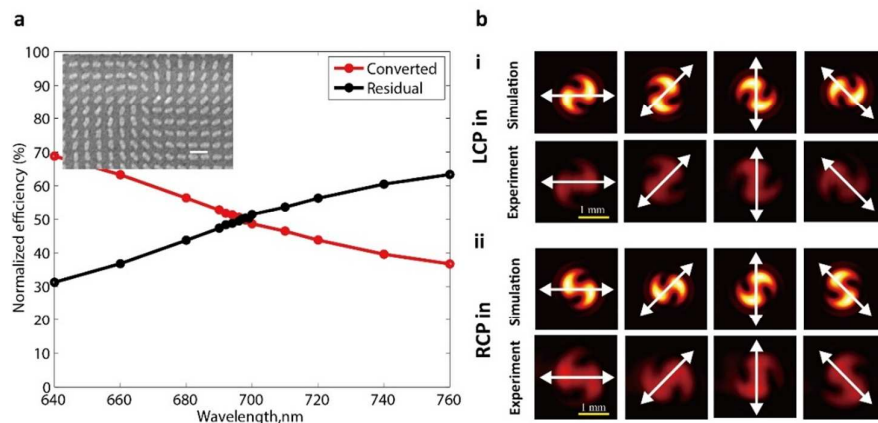 a
100
90
80
70
60
50
40
30
20
10
0
Normalized efficiency (%)
640
660
680
700
720
740
760
Wavelength,nm
Converted
Residual
b
i
LCP in
Simulation
Experiment
1 mm
ii
RCP in
Simulation
Experiment
1 mm